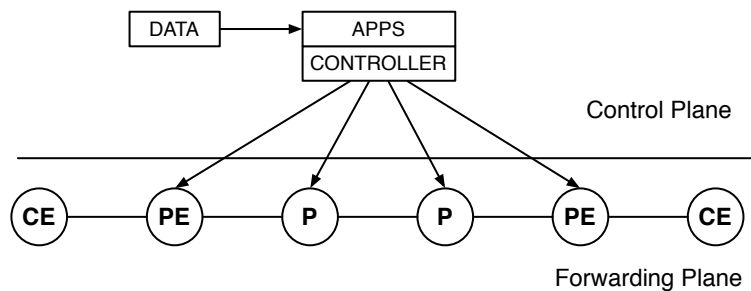 DATA
APPS
CONTROLLER
Control Plane
CE PE P P PE CE
Forwarding Plane